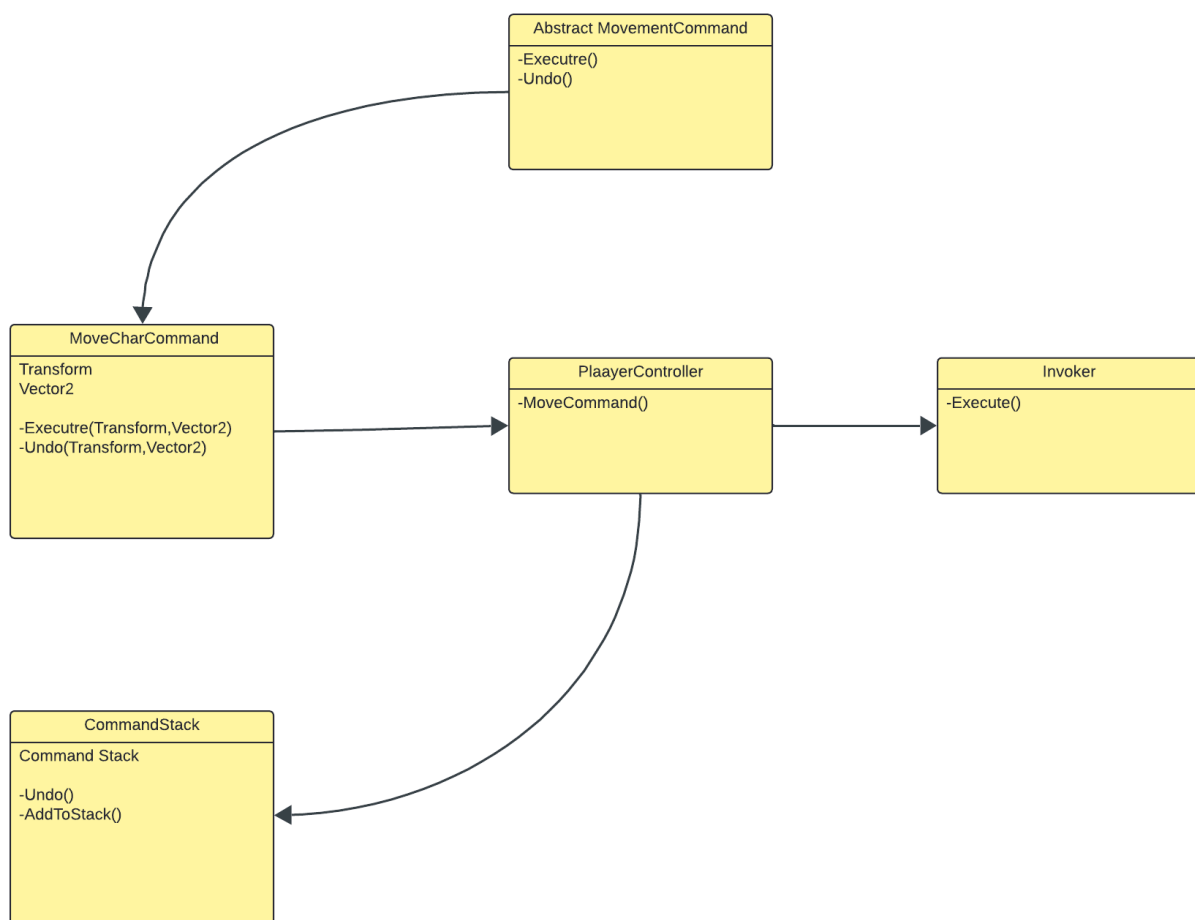 Abstract MovementCommand
-Executre()
-Undo()
MoveCharCommand
Transform
Vector2
-Executre(Transform,Vector2)
-Undo(Transform,Vector2)
PlaayerController
-MoveCommand()
Invoker
-Execute()
CommandStack
Command Stack
-Undo()
-AddToStack()